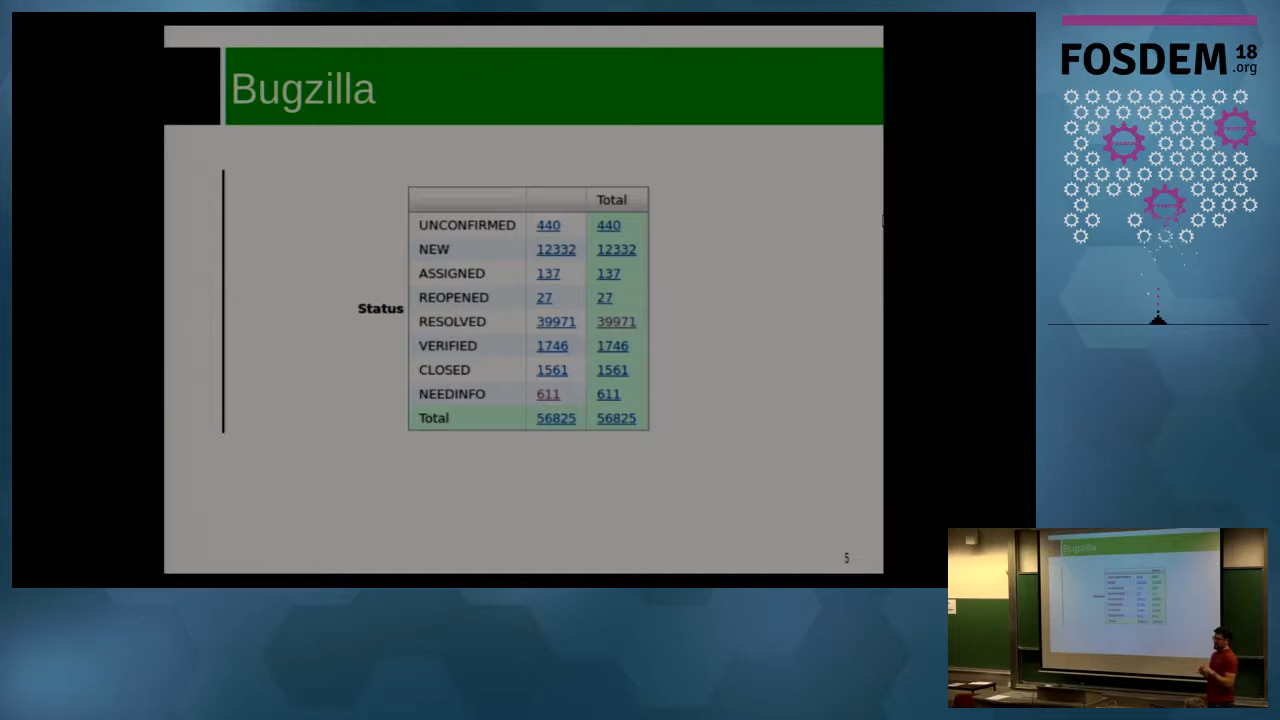 Bugzilla
Total
UNCONFIRMED 440 440
NEW 12332 12332
ASSIGNED 137 137
REOPENED 27 27
Status
RESOLVED 39971 39971
VERIFIED 1746 1746
CLOSED 1561 1561
NEEDINFO 611 611
Total 56825 56825
5
FOSDEM 18
.org
Bugzilla